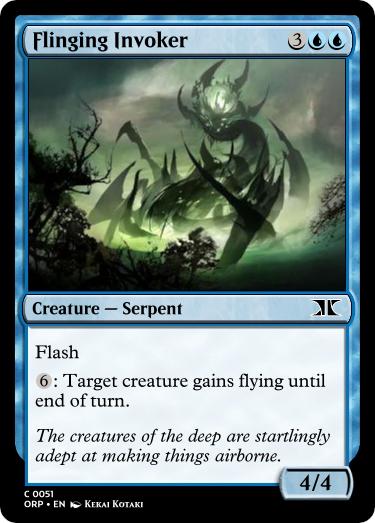 Flinging Invoker 3
Creature — Serpent
Flash
6: Target creature gains flying until
end of turn.
The creatures of the deep are startlingly
adept at making things airborne.
4/4
C 0051
ORP • EN Kekai Kotaki